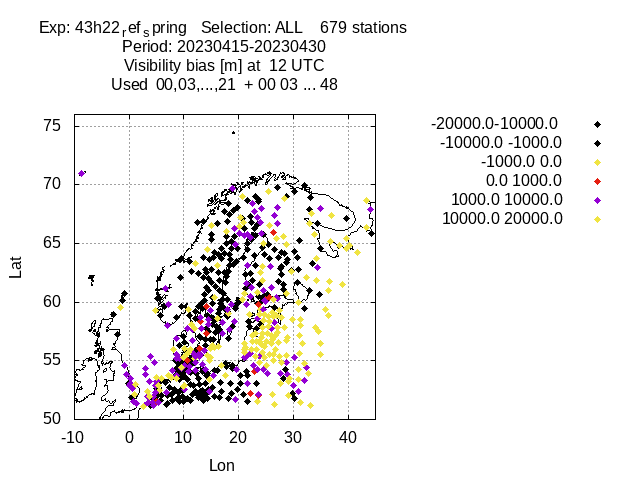 Exp: 43h22refspring Selection: ALL 679 stations
Period: 20230415-20230430
Visibility bias [m] at 12 UTC
Used 00,03,...,21 + 00 03 ... 48
-20000.0-10000.0
-10000.0 -1000.0
-1000.0 0.0
0.0 1000.0
1000.0 10000.0
10000.0 20000.0
75
70
65
60
55
50
Lat
-10 0 10 20 30 40
Lon